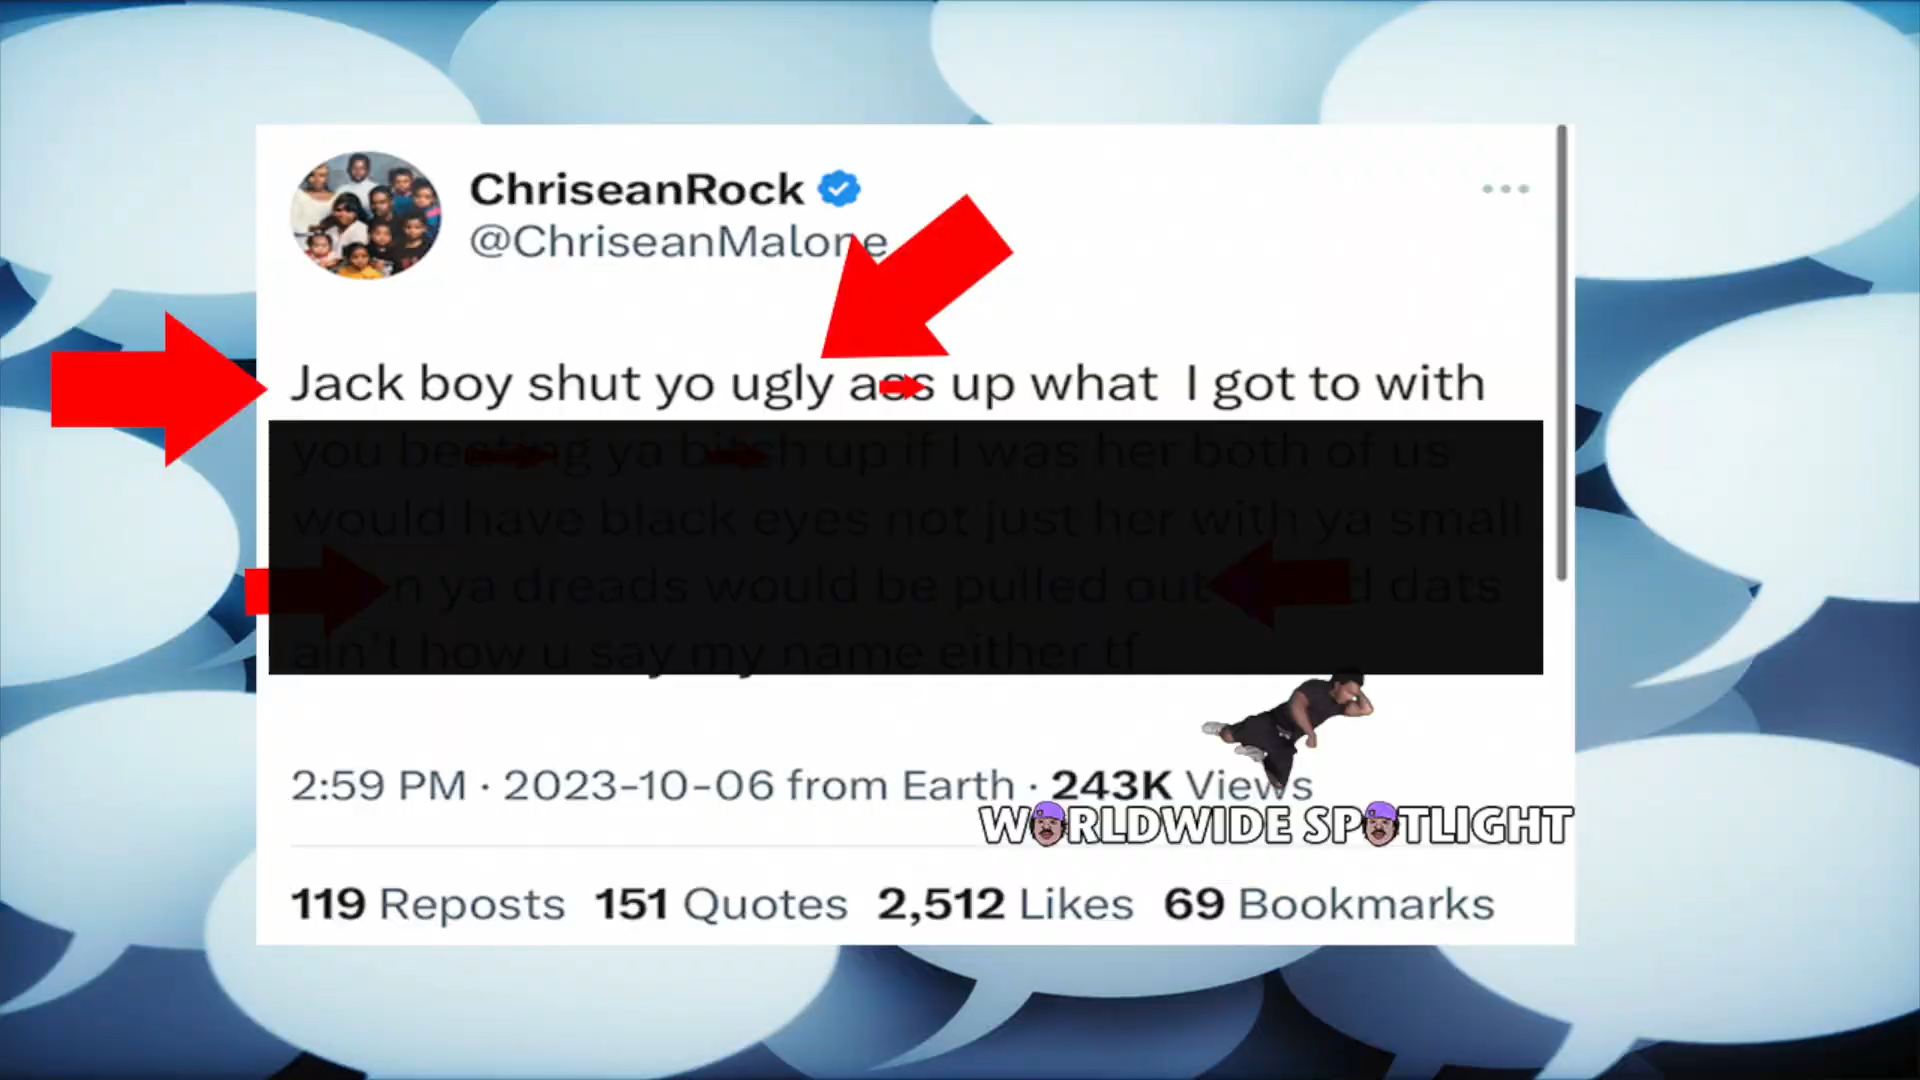 ChriseanRock
@ChriseanMalone
Jack boy shut yo ugly ass up what I got to with
you beating ya bitch up if I was her both of us
would have black eyes not just her with ya small
n ya dreads would be pulled out dats
ain't how u say my name either tf
2:59 PM · 2023-10-06 from Earth · 243K Views
WORLDWIDE SPOTLIGHT
119 Reposts 151 Quotes 2,512 Likes 69 Bookmarks